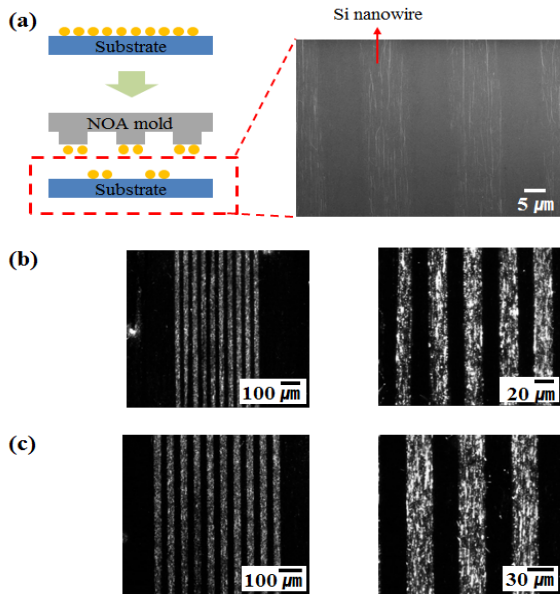 (a)
Si nanowire
Substrate
NOA mold
Substrate
5 ㎛
(b)
100 ㎛
20 ㎛
(c)
100 ㎛
30 ㎛